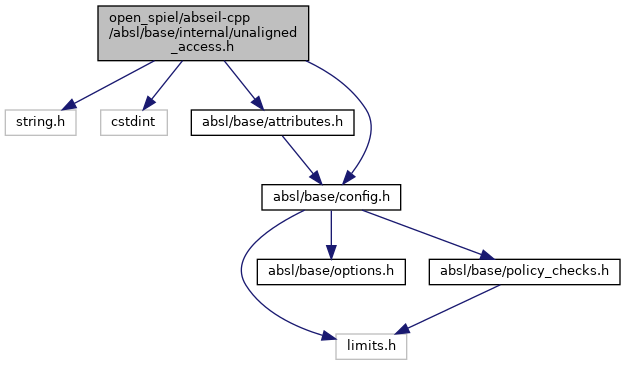 open_spiel/abseil-cpp
/absl/base/internal/unaligned
_access.h
string.h
cstdint
absl/base/attributes.h
absl/base/config.h
absl/base/options.h
absl/base/policy_checks.h
limits.h